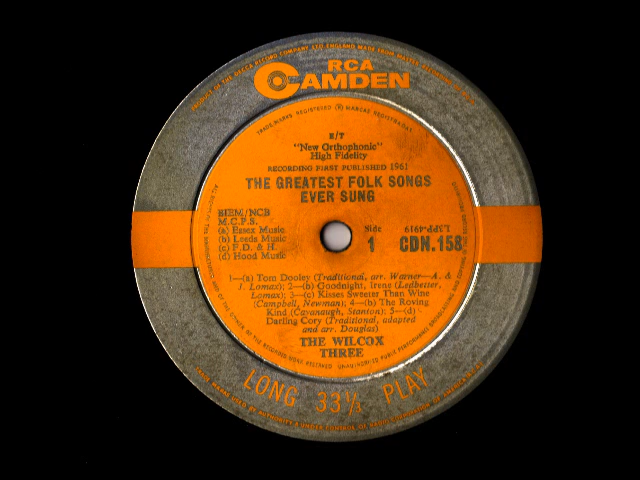 RCA
CAMDEN
TRADE MARKS REGISTERED (R) MARCAS REGISTRADAS
E/T
"New Orthophonic"
High Fidelity
RECORDING FIRST PUBLISHED 1961
THE GREATEST FOLK SONGS
EVER SUNG
BIEM/NCB
M.C.P.S.
(a) Essex Music
(b) Leeds Music
(c) F.D. & H.
(d) Hood Music
Side
1
CDN.158
1—(a) Tom Dooley (Traditional, arr. Warner—A. &
J. Lomax); 2—(b) Goodnight, Irene (Ledbetter,
Lomax); 3—(c) Kisses Sweeter Than Wine
(Campbell, Newman); 4—(b) The Roving
Kind (Cavanaugh, Stanton); 5—(d)
Darling Cory (Traditional, adapted
and arr. Douglas)
THE WILCOX
THREE
LONG 33⅓ PLAY